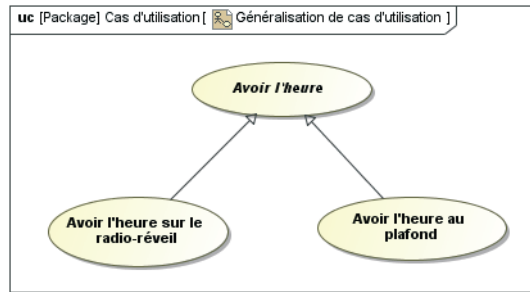 uc [Package] Cas d'utilisation [ Généralisation de cas d'utilisation ]
Avoir l'heure
Avoir l'heure sur le
radio-réveil
Avoir l'heure au
plafond